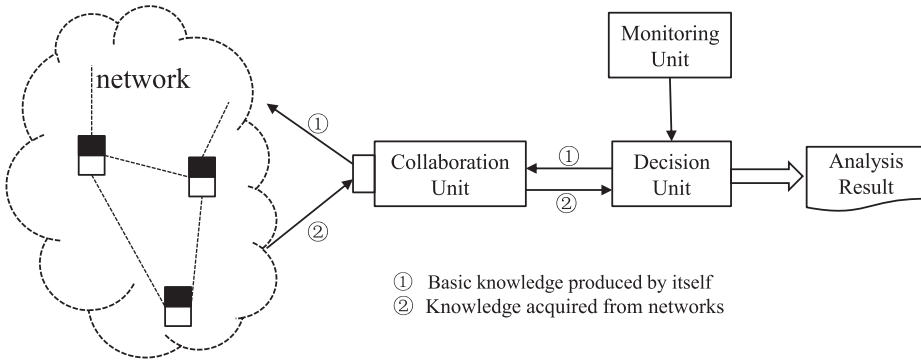 network
Monitoring
Unit
①
②
Collaboration
Unit
①
②
Decision
Unit
Analysis
Result
① Basic knowledge produced by itself
② Knowledge acquired from networks